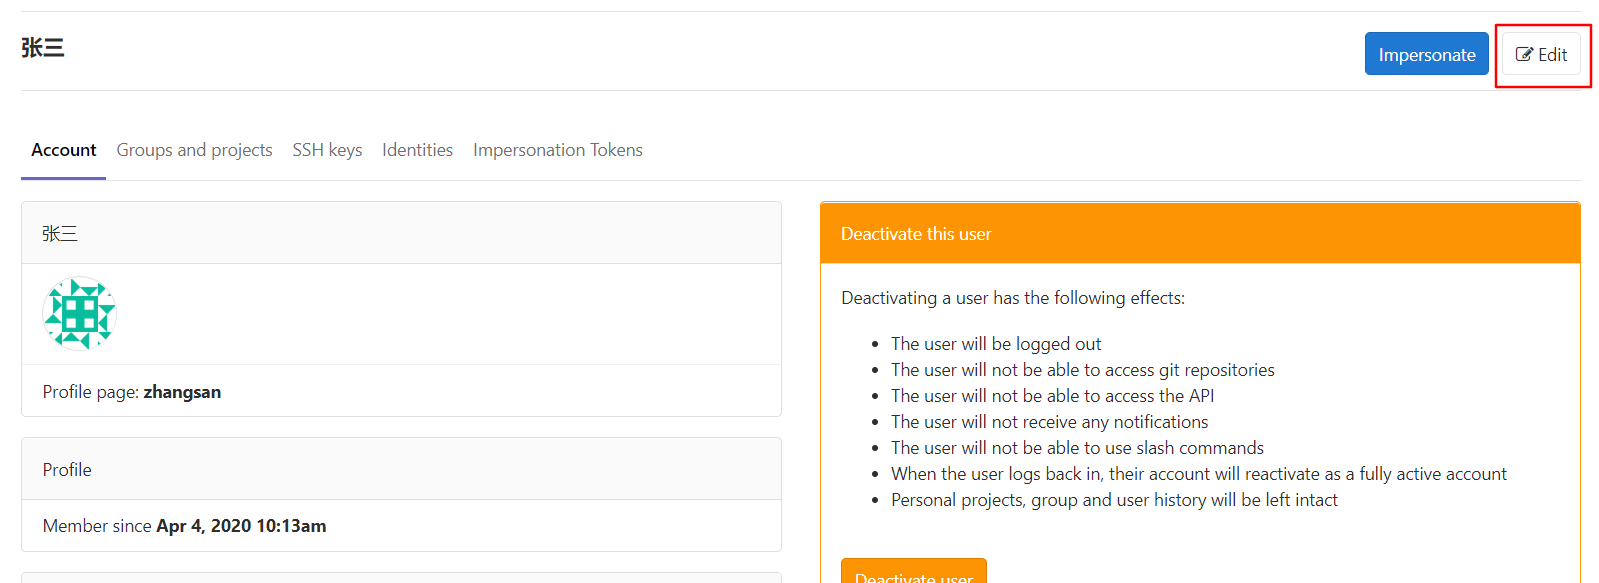 张三
Impersonate
Edit
Account Groups and projects SSH keys Identities Impersonation Tokens
张三
Profile page: zhangsan
Profile
Member since Apr 4, 2020 10:13am
Deactivate this user
Deactivating a user has the following effects:
The user will be logged out
The user will not be able to access git repositories
The user will not be able to access the API
The user will not receive any notifications
The user will not be able to use slash commands
When the user logs back in, their account will reactivate as a fully active account
Personal projects, group and user history will be left intact
Deactivate user